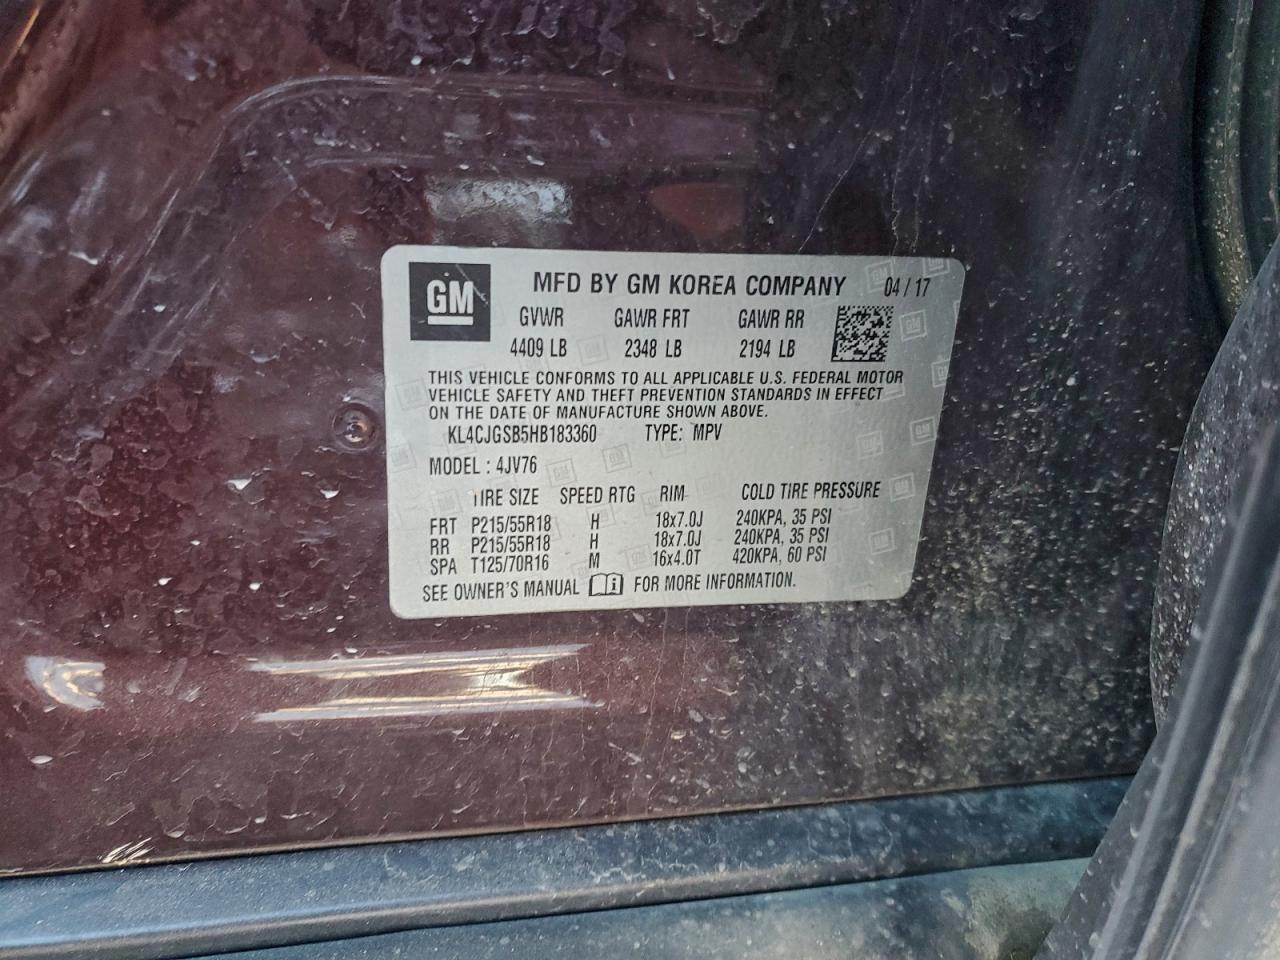 GM MFD BY GM KOREA COMPANY 04 / 17
GVWR GAWR FRT GAWR RR
4409 LB 2348 LB 2194 LB
THIS VEHICLE CONFORMS TO ALL APPLICABLE U.S. FEDERAL MOTOR
VEHICLE SAFETY AND THEFT PREVENTION STANDARDS IN EFFECT
ON THE DATE OF MANUFACTURE SHOWN ABOVE.
KL4CJGSB5HB183360 TYPE: MPV
MODEL : 4JV76
TIRE SIZE SPEED RTG RIM COLD TIRE PRESSURE
FRT P215/55R18 H 18x7.0J 240KPA, 35 PSI
RR P215/55R18 H 18x7.0J 240KPA, 35 PSI
SPA T125/70R16 M 16x4.0T 420KPA, 60 PSI
SEE OWNER'S MANUAL FOR MORE INFORMATION.